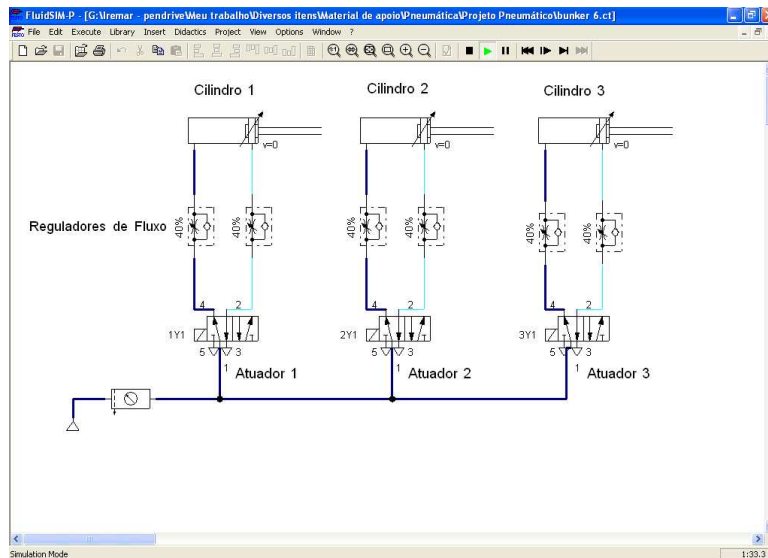 FluidSIM-P - [G:\Iremar - pendrive\Meu trabalho\Diversos itens\Material de apoio\Pneumática\Projeto Pneumático\bunker 6.ct]
File Edit Execute Library Insert Didactics Project View Options Window ?
Cilindro 1 Cilindro 2 Cilindro 3
v=0 v=0 v=0
Reguladores de Fluxo 40% 40% 40% 40% 40% 40%
4 2 4 2 4 2
1Y1 2Y1 3Y1
5 3 5 3 5 3
1 Atuador 1 1 Atuador 2 1 Atuador 3
Simulation Mode 1:33.3